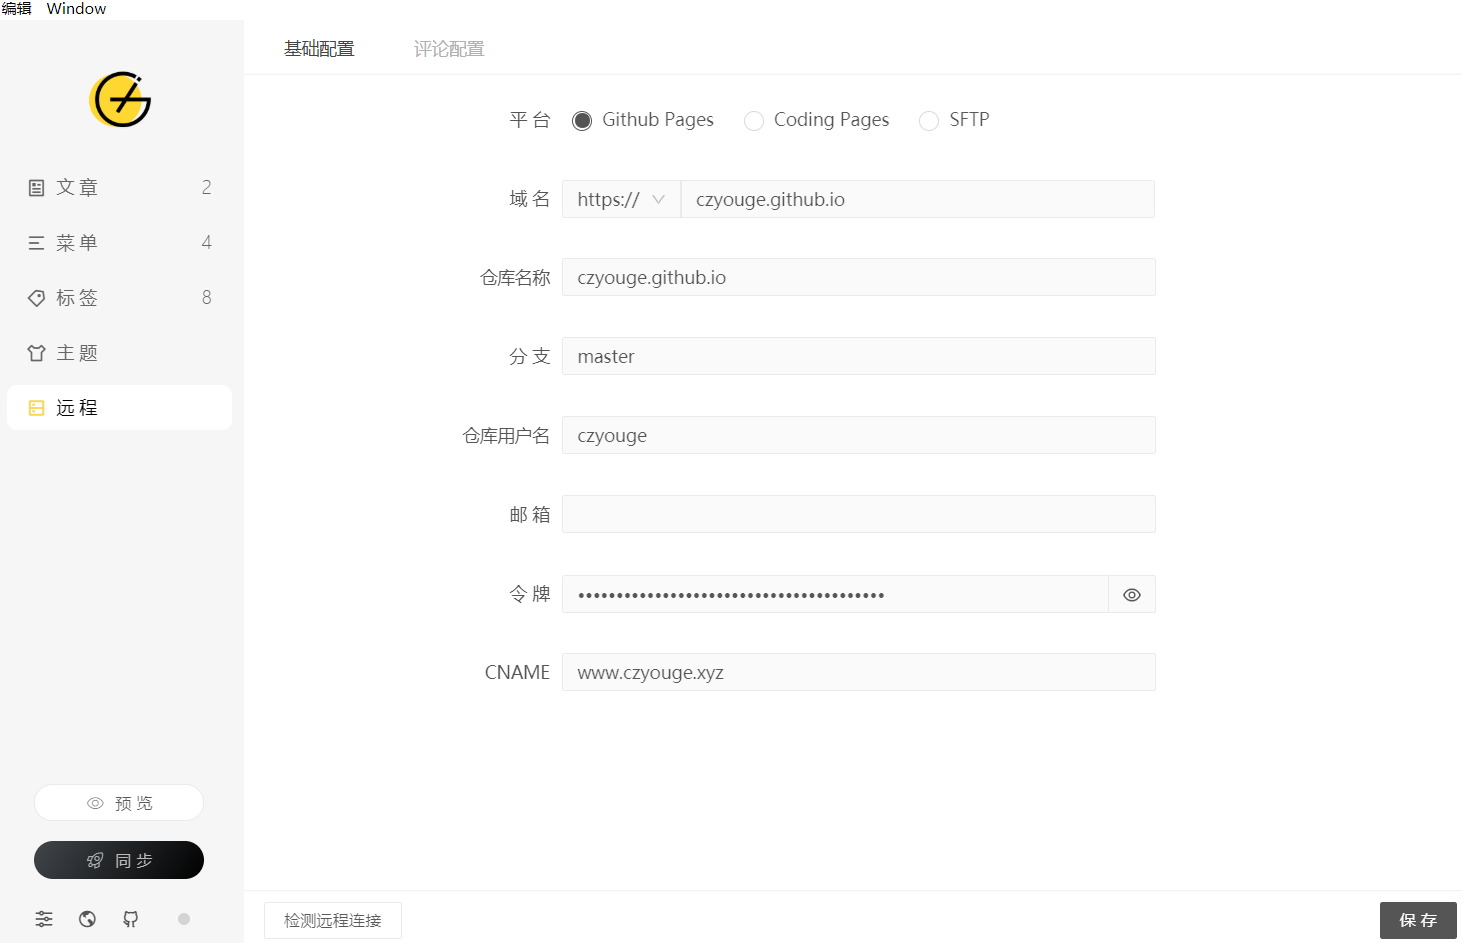 编辑 Window
基础配置 评论配置
文章 2
菜单 4
标签 8
主题
远程
预览
同步
平台 Github Pages Coding Pages SFTP
域名 https:// czyouge.github.io
仓库名称 czyouge.github.io
分支 master
仓库用户名 czyouge
邮箱
令牌 ••••••••••••••••••••••••••••••••••••••••
CNAME www.czyouge.xyz
检测远程连接 保存